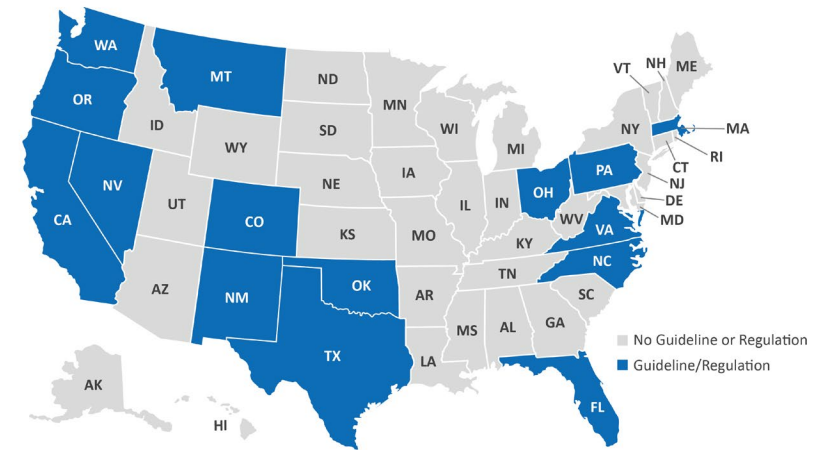 WA
MT
ND
MN
VT
NH
ME
OR
ID
SD
WI
NY
MA
WY
MI
RI
CT
NV
NE
IA
PA
NJ
CA
UT
CO
IL
IN
OH
DE
MD
KS
MO
WV
VA
KY
NC
AZ
NM
OK
AR
TN
SC
TX
LA
MS
AL
GA
No Guideline or Regulation
Guideline/Regulation
AK
HI
FL